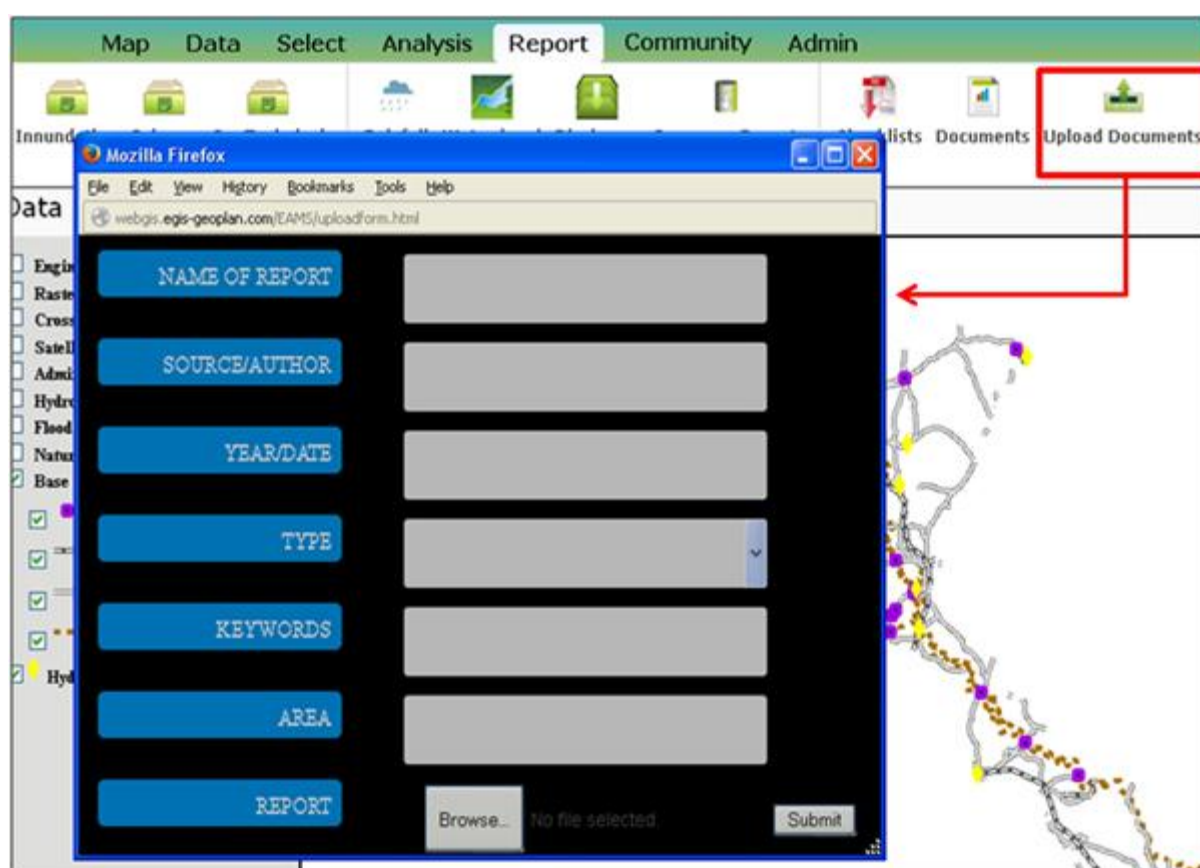 Map Data Select Analysis Report Community Admin
Documents Upload Documents
Mozilla Firefox
File Edit View History Bookmarks Tools Help
webgis.egis-geoplan.com/EAMS/uploadform.html
Data
NAME OF REPORT
SOURCE/AUTHOR
YEAR/DATE
TYPE
KEYWORDS
AREA
REPORT
Browse... No file selected.
Submit
Base